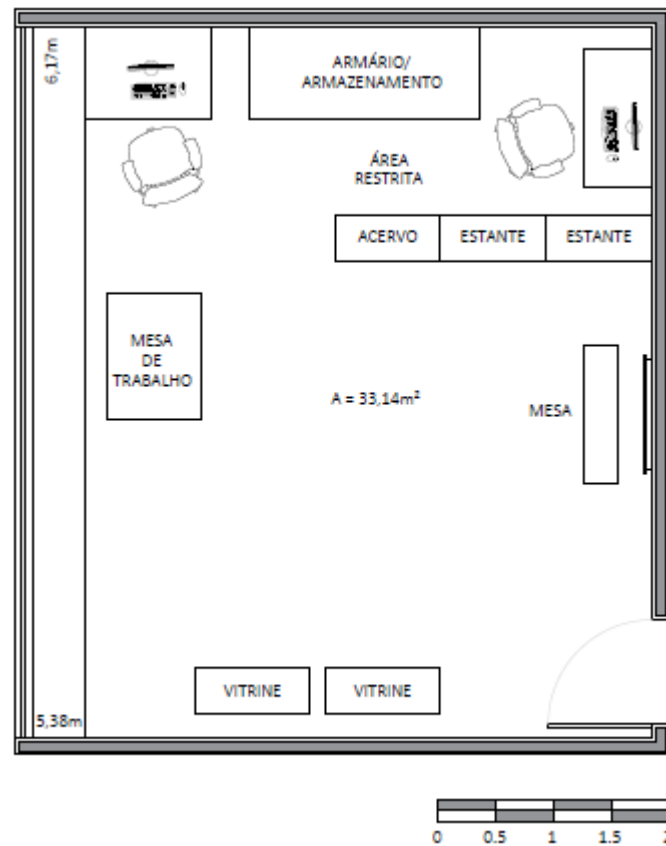 6,17m
ARMÁRIO/
ARMAZENAMENTO
ÁREA
RESTRITA
ACERVO
ESTANTE
ESTANTE
MESA
DE
TRABALHO
A = 33,14m²
MESA
VITRINE
VITRINE
5,38m
0 0.5 1 1.5 2